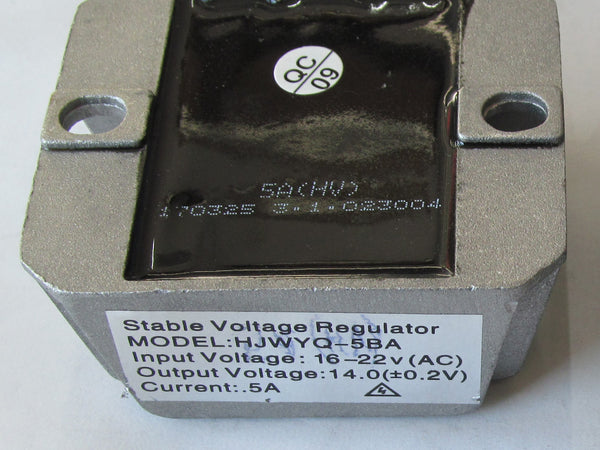 QC
09
5A(HV)
170325 3.1.023004
Stable Voltage Regulator
MODEL:HJWYQ-5BA
Input Voltage: 16-22v(AC)
Output Voltage:14.0(±0.2V)
Current:.5A